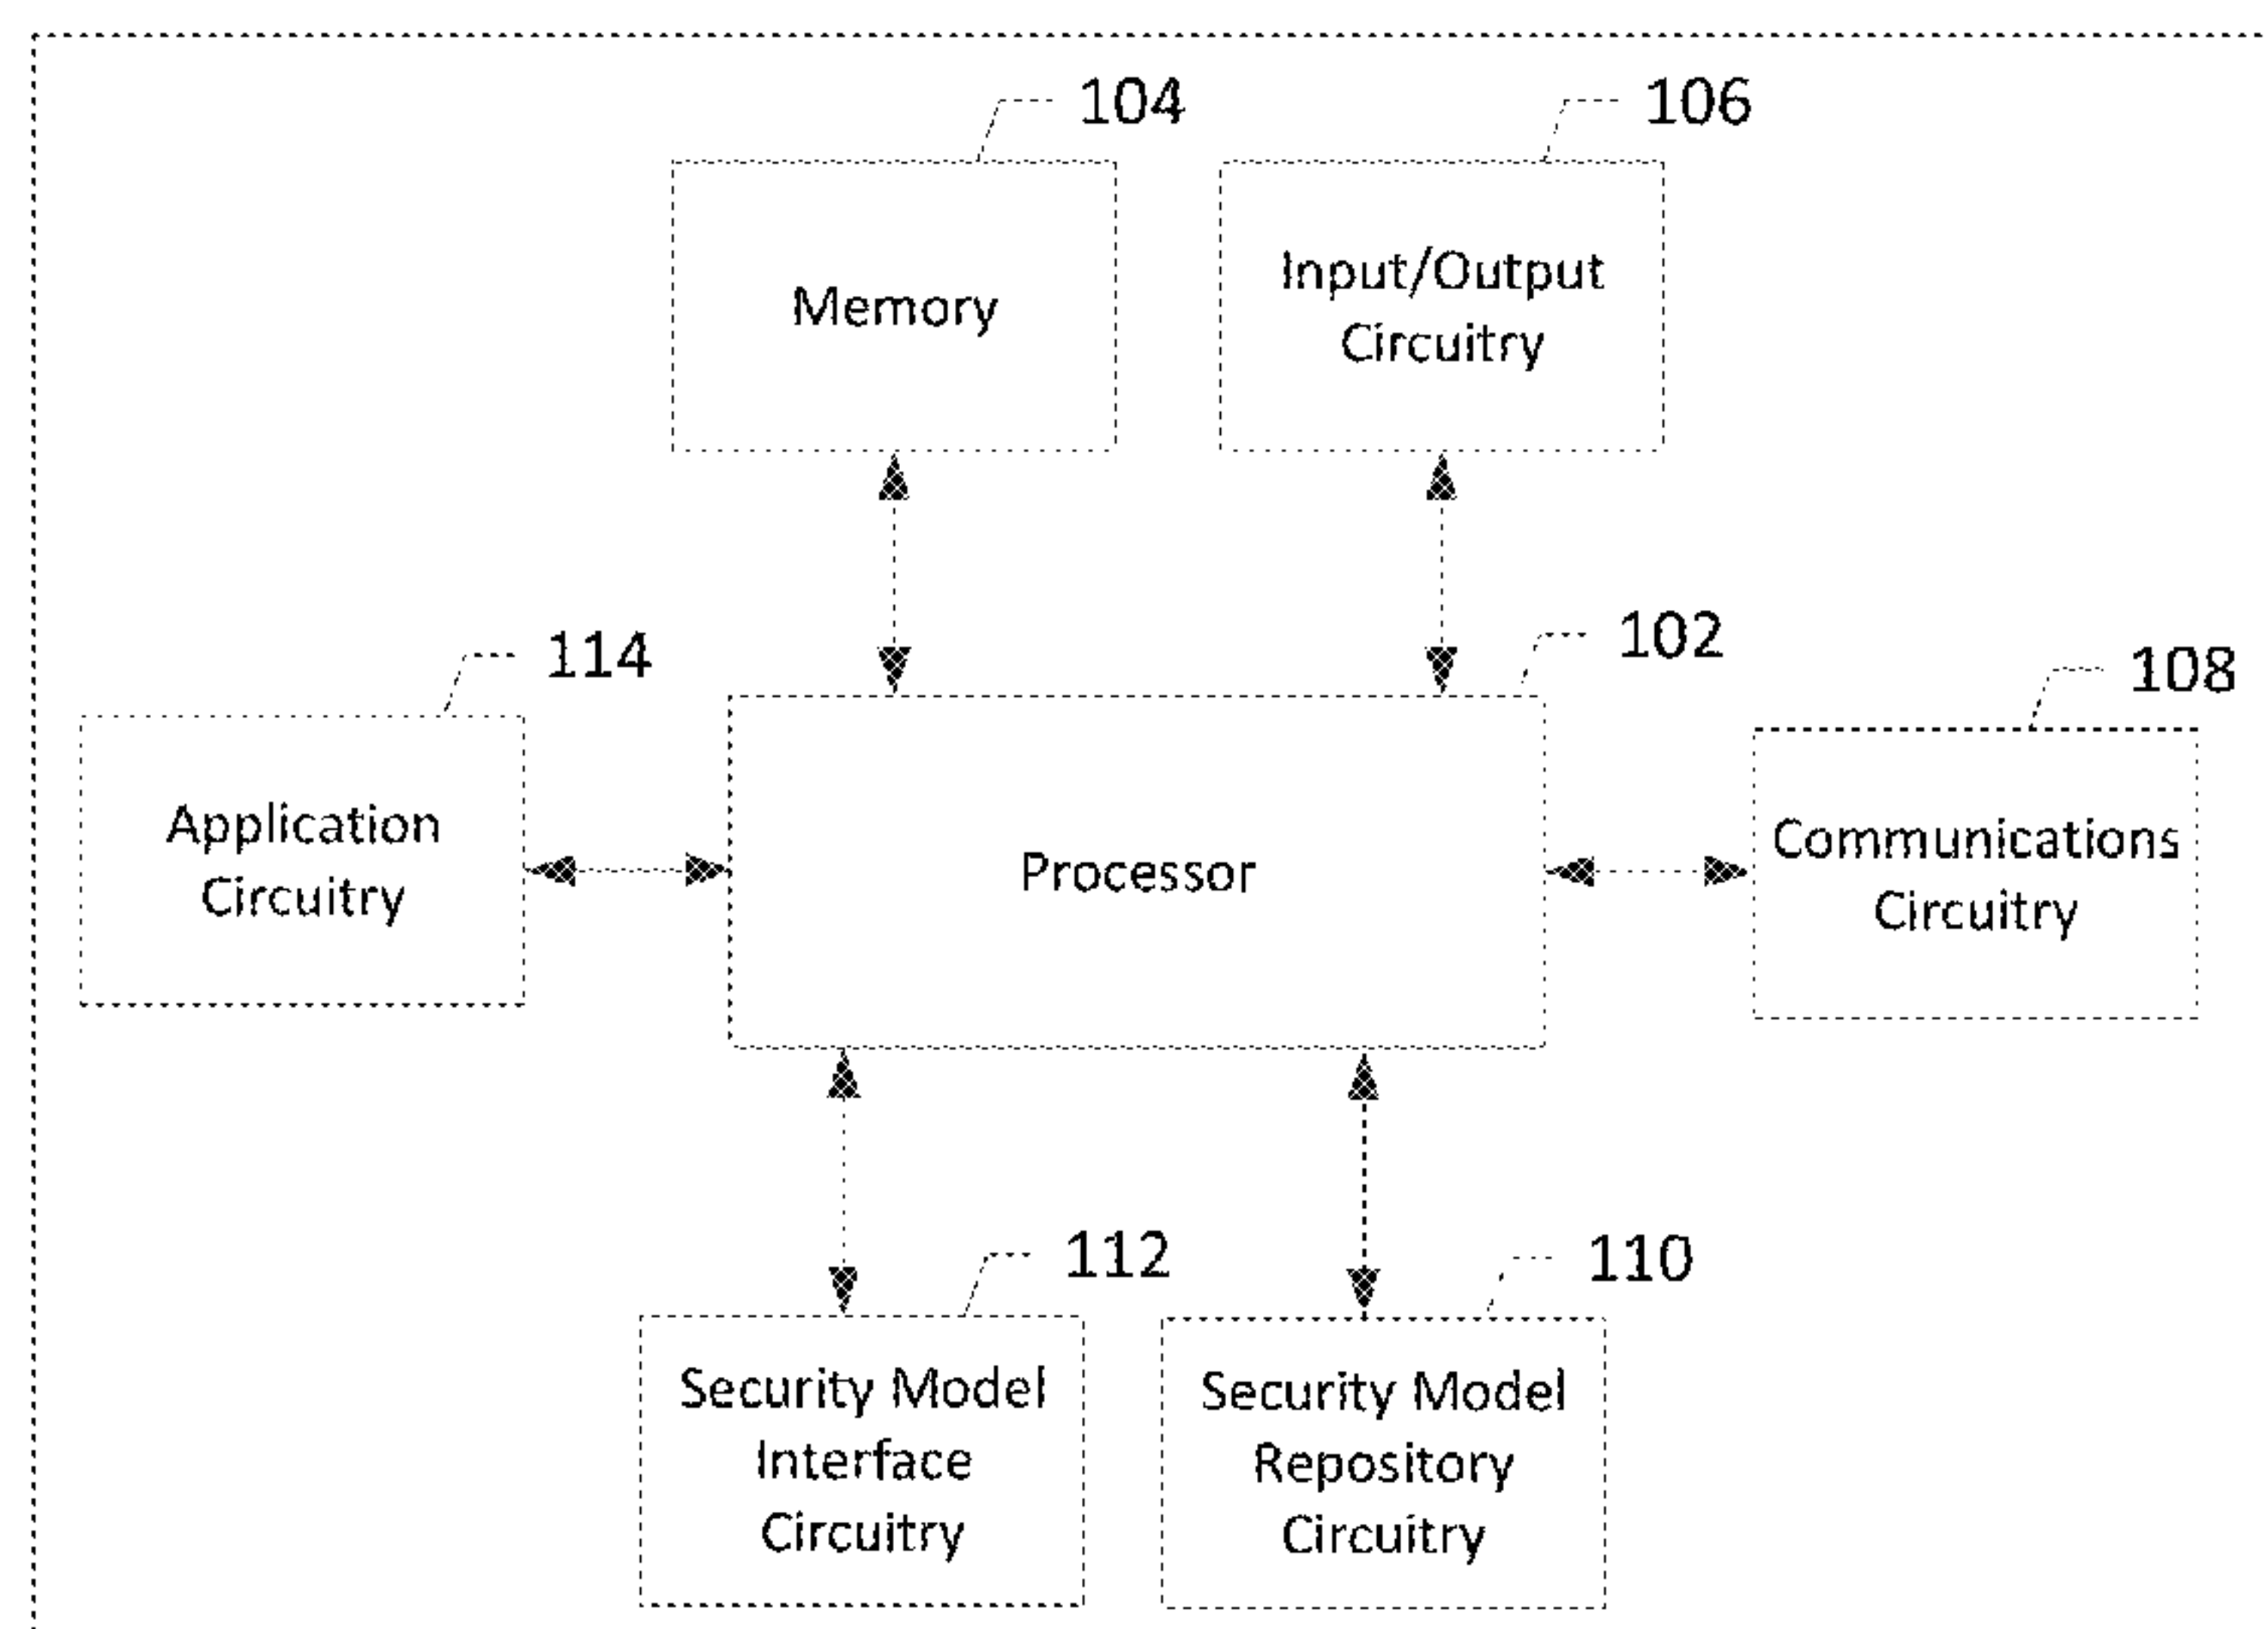 104
106
Memory
Input/Output
Circuitry
102
114
108
Application
Circuitry
Processor
Communications
Circuitry
112
110
Security Model
Interface
Circuitry
Security Model
Repository
Circuitry